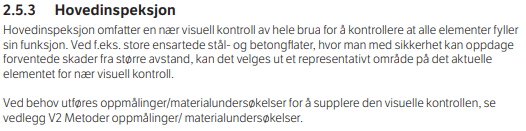 2.5.3 Hovedinspeksjon
Hovedinspeksjon omfatter en nær visuell kontroll av hele brua for å kontrollere at alle elementer fyller
sin funksjon. Ved f.eks. store ensartede stål- og betongflater, hvor man med sikkerhet kan oppdage
forventede skader fra større avstand, kan det velges ut et representativt område på det aktuelle
elementet for nær visuell kontroll.
Ved behov utføres oppmålinger/materialundersøkelser for å supplere den visuelle kontrollen, se
vedlegg V2 Metoder oppmålinger/ materialundersøkelser.